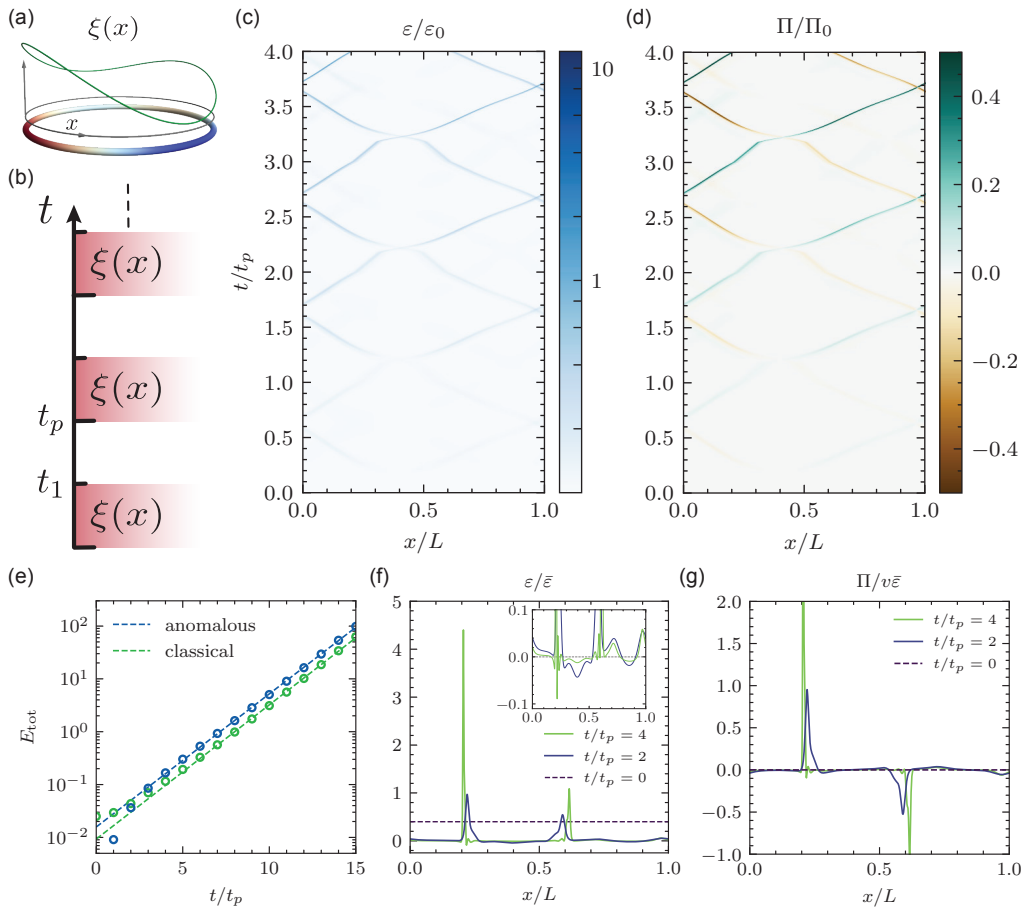 (a)
ξ(x)
x
(b)
t
ξ(x)
ξ(x)
t_p
t_1
ξ(x)
(c)
ε/ε_0
4.0
3.5
3.0
2.5
2.0
1.5
1.0
0.5
0.0
t/t_p
0.0
0.5
1.0
x/L
10
1
(d)
Π/Π_0
4.0
3.5
3.0
2.5
2.0
1.5
1.0
0.5
0.0
0.0
0.5
1.0
x/L
0.4
0.2
0.0
−0.2
−0.4
(e)
10^2
10^1
10^0
10^−1
10^−2
E_tot
anomalous
classical
0
5
10
15
t/t_p
(f)
ε/ε̄
5
4
3
2
1
0
0.1
0.0
−0.1
0.0
0.5
1.0
t/t_p = 4
t/t_p = 2
t/t_p = 0
0.0
0.5
1.0
x/L
(g)
Π/vε̄
2.0
1.5
1.0
0.5
0.0
−0.5
−1.0
t/t_p = 4
t/t_p = 2
t/t_p = 0
0.0
0.5
1.0
x/L